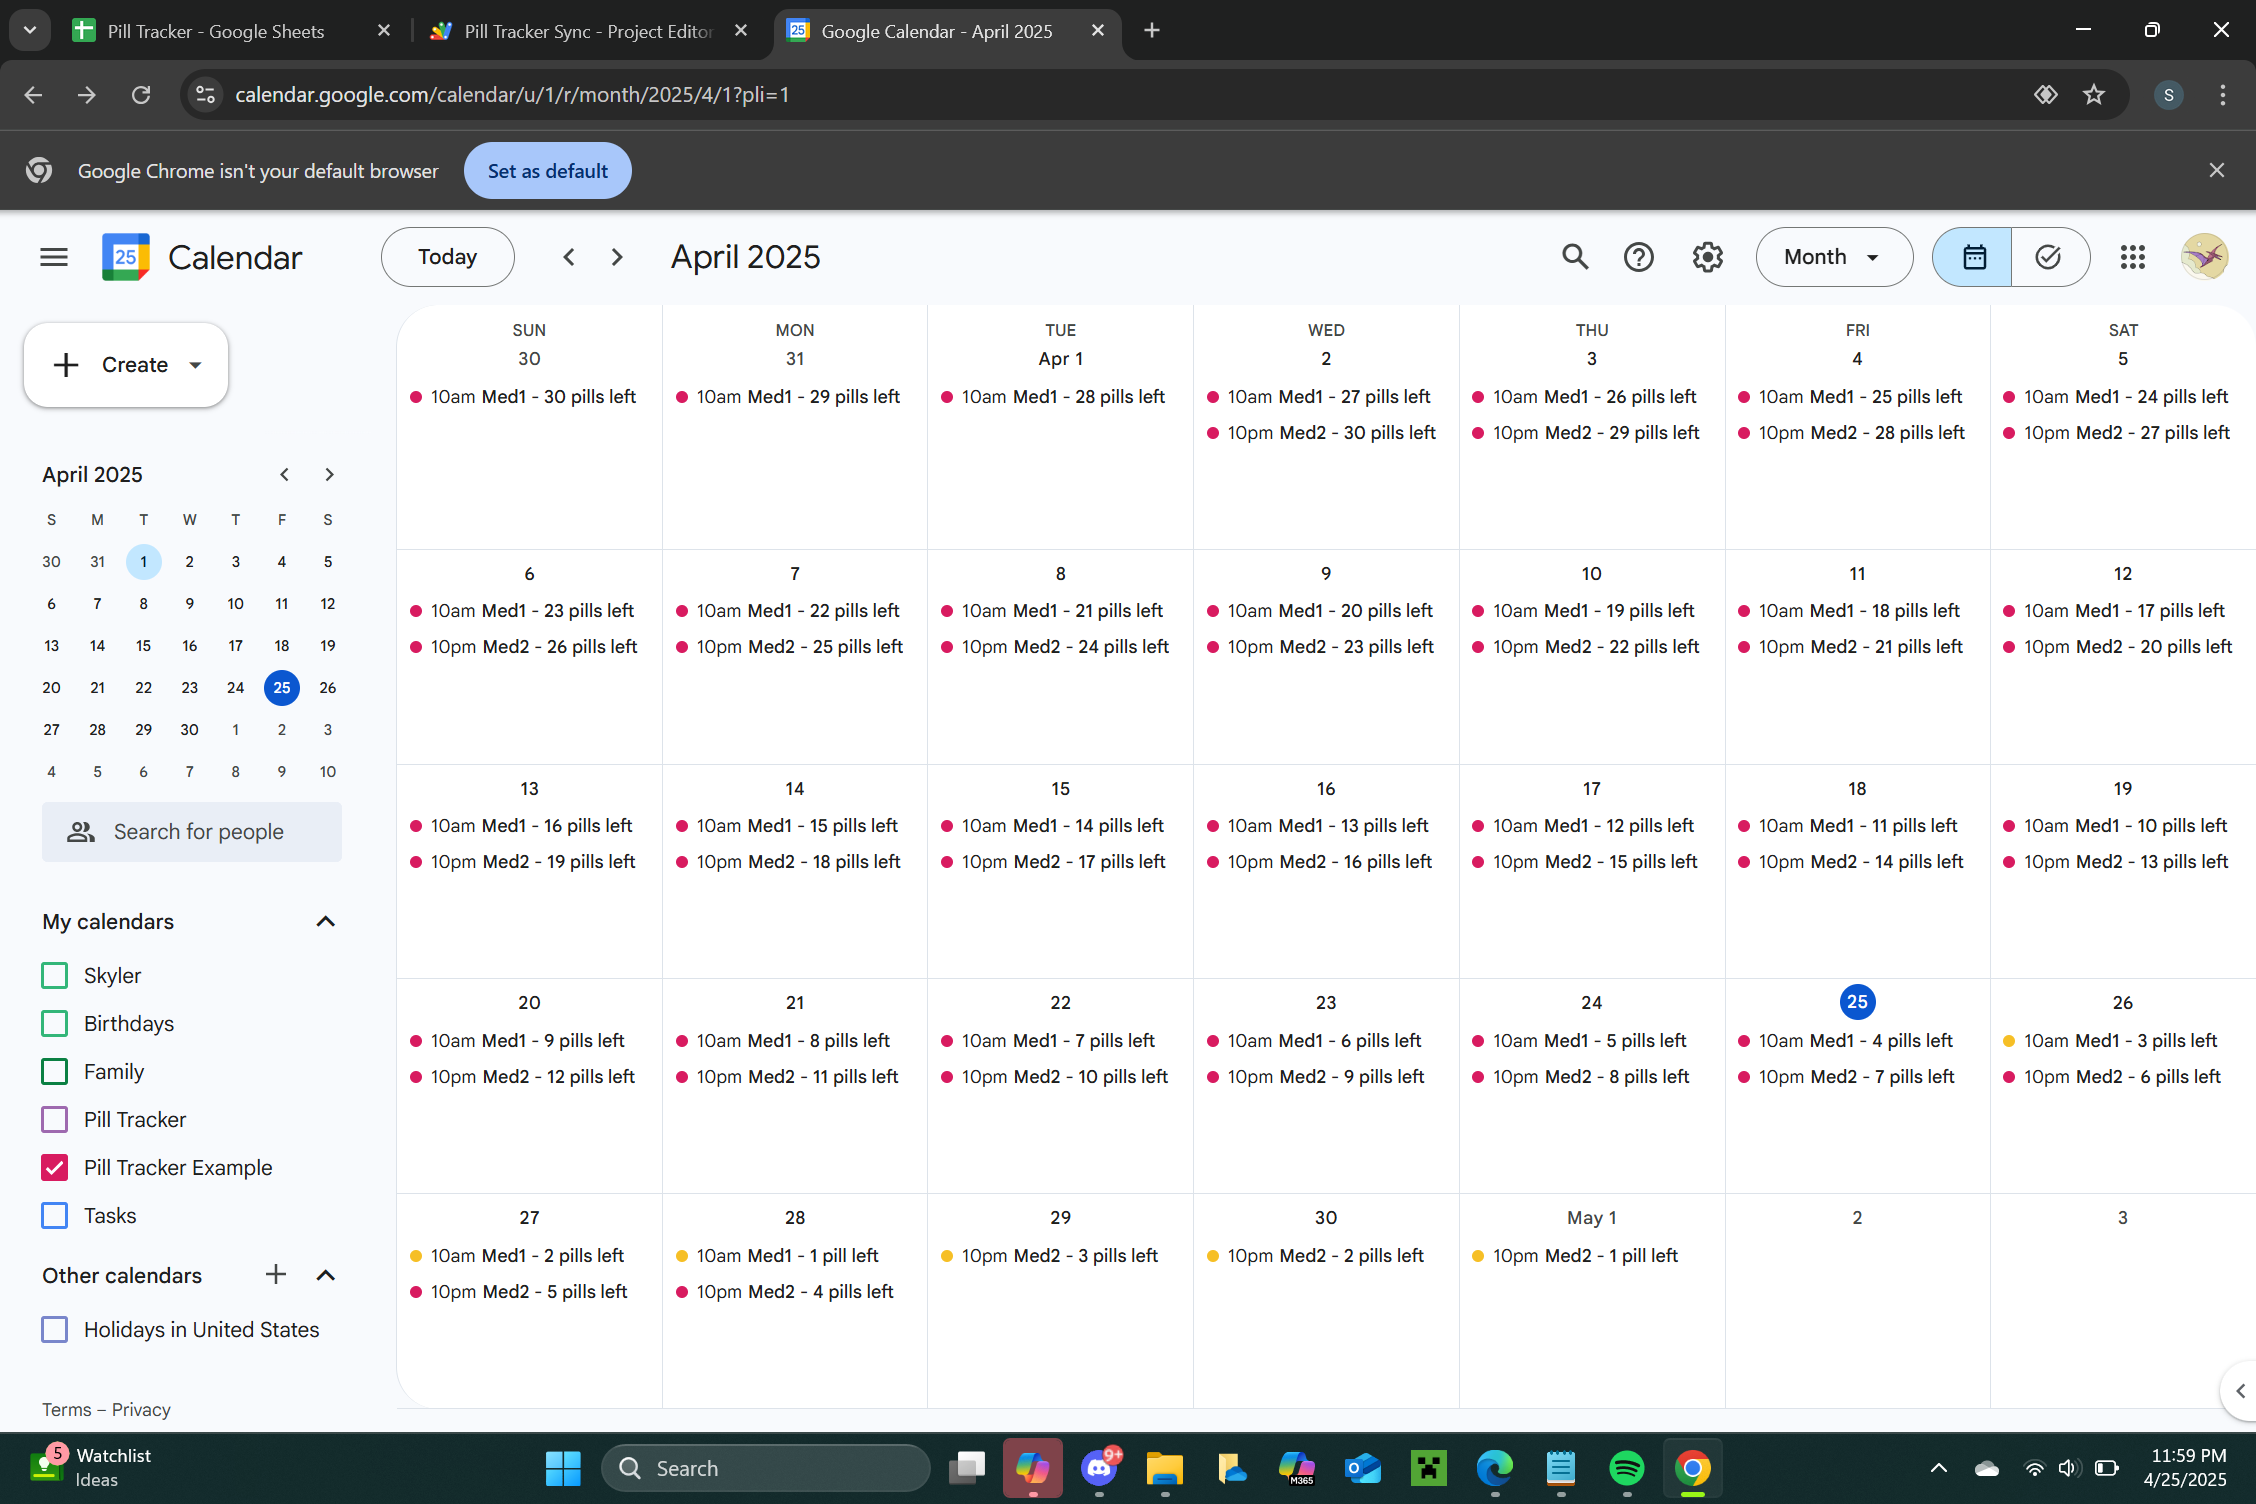 Pill Tracker - Google Sheets
Pill Tracker Sync - Project Editor
25
Google Calendar - April 2025
calendar.google.com/calendar/u/1/r/month/2025/4/1?pli=1
S
Google Chrome isn't your default browser
Set as default
25
Calendar
Today
April 2025
Month
Create
April 2025
S M T W T F S
30 31 1 2 3 4 5
6 7 8 9 10 11 12
13 14 15 16 17 18 19
20 21 22 23 24 25 26
27 28 29 30 1 2 3
4 5 6 7 8 9 10
Search for people
My calendars
Skyler
Birthdays
Family
Pill Tracker
Pill Tracker Example
Tasks
Other calendars
Holidays in United States
Terms – Privacy
SUN MON TUE WED THU FRI SAT
30 31 Apr 1 2 3 4 5
10am Med1 - 30 pills left 10am Med1 - 29 pills left 10am Med1 - 28 pills left 10am Med1 - 27 pills left 10am Med1 - 26 pills left 10am Med1 - 25 pills left 10am Med1 - 24 pills left
10pm Med2 - 30 pills left 10pm Med2 - 29 pills left 10pm Med2 - 28 pills left 10pm Med2 - 27 pills left
6 7 8 9 10 11 12
10am Med1 - 23 pills left 10am Med1 - 22 pills left 10am Med1 - 21 pills left 10am Med1 - 20 pills left 10am Med1 - 19 pills left 10am Med1 - 18 pills left 10am Med1 - 17 pills left
10pm Med2 - 26 pills left 10pm Med2 - 25 pills left 10pm Med2 - 24 pills left 10pm Med2 - 23 pills left 10pm Med2 - 22 pills left 10pm Med2 - 21 pills left 10pm Med2 - 20 pills left
13 14 15 16 17 18 19
10am Med1 - 16 pills left 10am Med1 - 15 pills left 10am Med1 - 14 pills left 10am Med1 - 13 pills left 10am Med1 - 12 pills left 10am Med1 - 11 pills left 10am Med1 - 10 pills left
10pm Med2 - 19 pills left 10pm Med2 - 18 pills left 10pm Med2 - 17 pills left 10pm Med2 - 16 pills left 10pm Med2 - 15 pills left 10pm Med2 - 14 pills left 10pm Med2 - 13 pills left
20 21 22 23 24 25 26
10am Med1 - 9 pills left 10am Med1 - 8 pills left 10am Med1 - 7 pills left 10am Med1 - 6 pills left 10am Med1 - 5 pills left 10am Med1 - 4 pills left 10am Med1 - 3 pills left
10pm Med2 - 12 pills left 10pm Med2 - 11 pills left 10pm Med2 - 10 pills left 10pm Med2 - 9 pills left 10pm Med2 - 8 pills left 10pm Med2 - 7 pills left 10pm Med2 - 6 pills left
27 28 29 30 May 1 2 3
10am Med1 - 2 pills left 10am Med1 - 1 pill left 10pm Med2 - 3 pills left 10pm Med2 - 2 pills left 10pm Med2 - 1 pill left
10pm Med2 - 5 pills left 10pm Med2 - 4 pills left
5
Watchlist
Ideas
Search
9+
M365
11:59 PM
4/25/2025